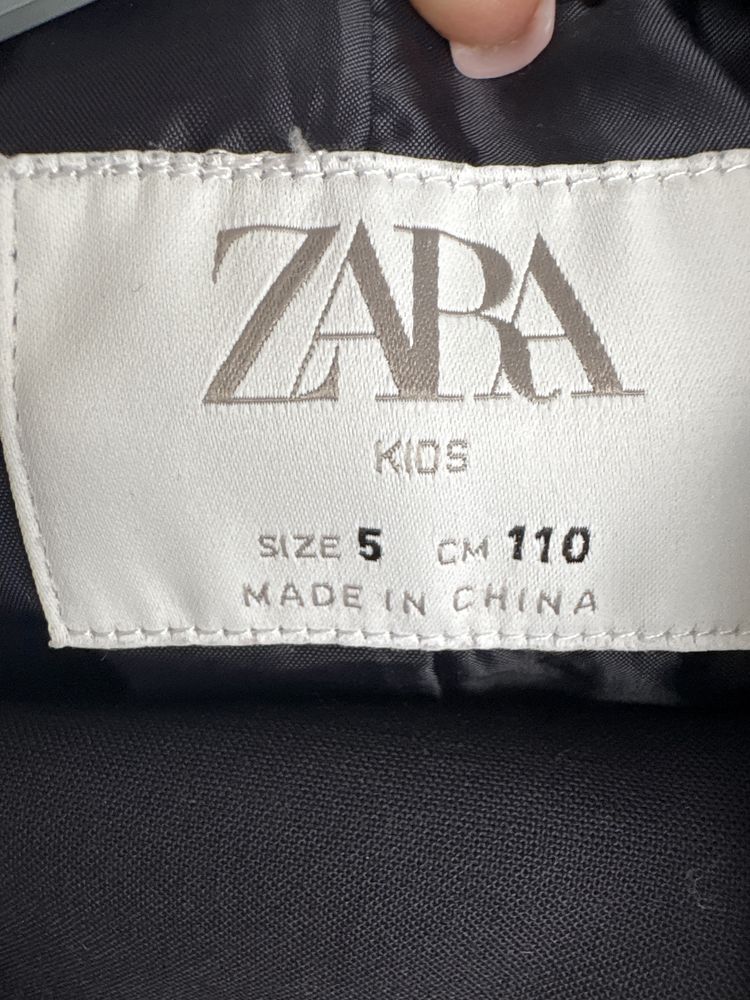 ZARA
KIDS
SIZE 5 CM 110
MADE IN CHINA